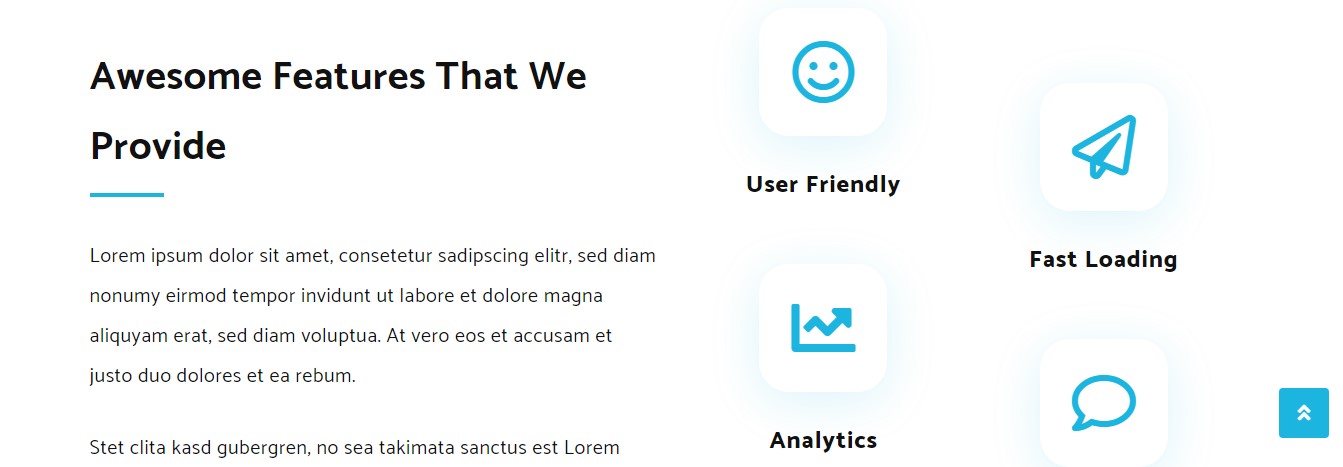 Awesome Features That We
Provide
Lorem ipsum dolor sit amet, consetetur sadipscing elitr, sed diam
nonumy eirmod tempor invidunt ut labore et dolore magna
aliquyam erat, sed diam voluptua. At vero eos et accusam et
justo duo dolores et ea rebum.
Stet clita kasd gubergren, no sea takimata sanctus est Lorem
User Friendly
Fast Loading
Analytics